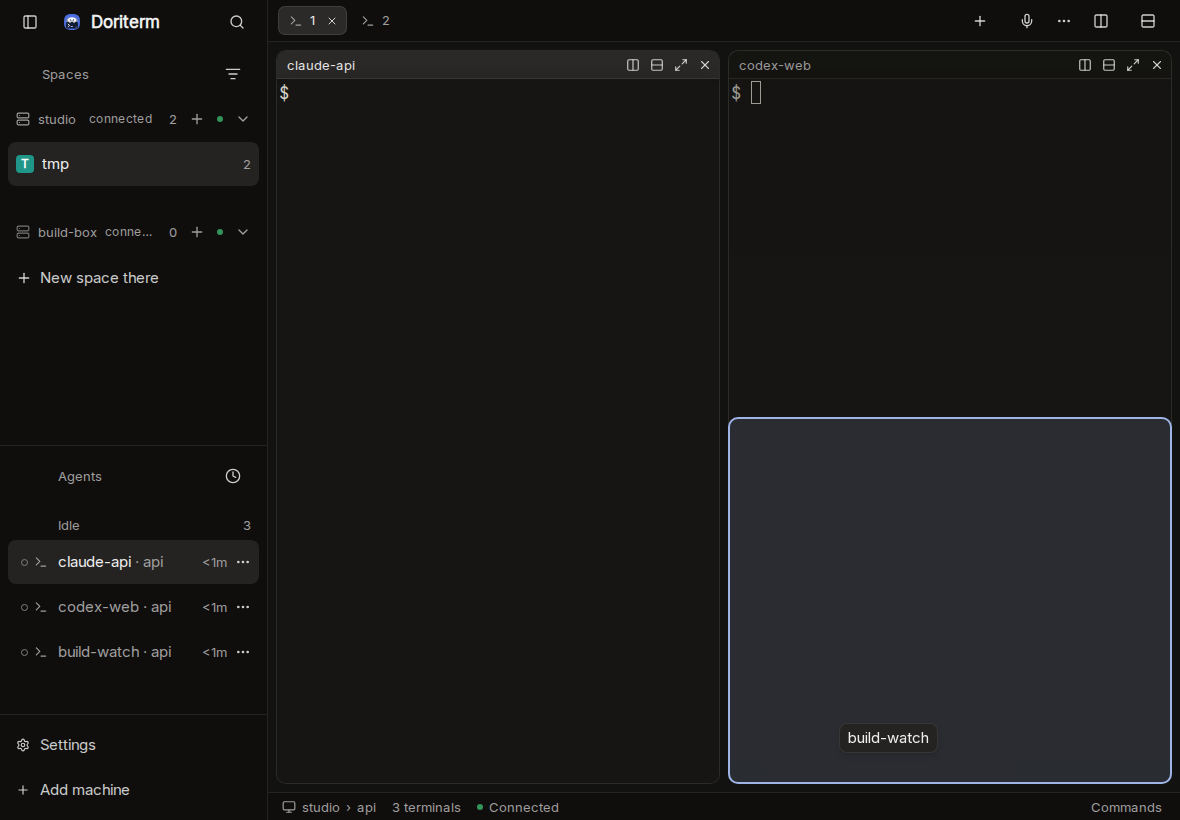 Doriterm
Spaces
studio connected 2
T tmp 2
build-box conne... 0
New space there
Agents
Idle 3
claude-api · api <1m
codex-web · api <1m
build-watch · api <1m
Settings
Add machine
1
2
claude-api
$
codex-web
$
build-watch
studio › api 3 terminals Connected
Commands